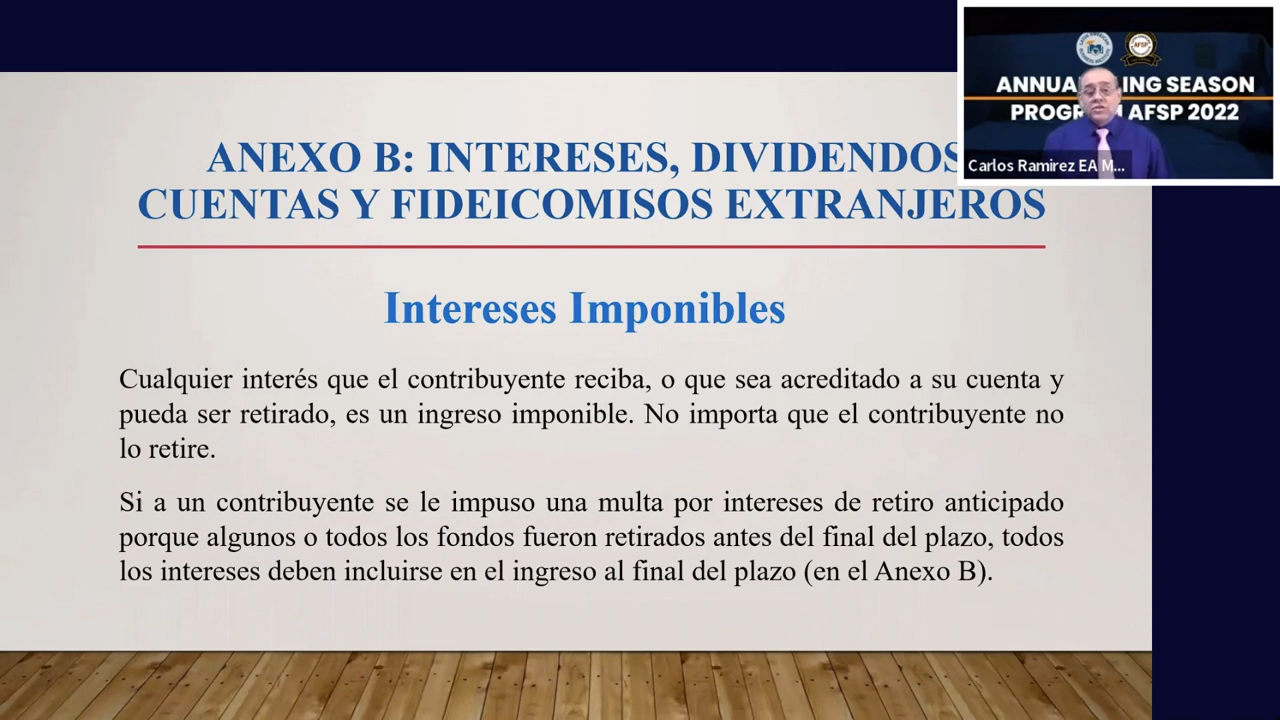 ANNUAL ING SEASON
PROGR M AFSP 2022
Carlos Ramirez EA M...
AFSP
ANEXO B: INTERESES, DIVIDENDOS
CUENTAS Y FIDEICOMISOS EXTRANJEROS
Intereses Imponibles
Cualquier interés que el contribuyente reciba, o que sea acreditado a su cuenta y
pueda ser retirado, es un ingreso imponible. No importa que el contribuyente no
lo retire.
Si a un contribuyente se le impuso una multa por intereses de retiro anticipado
porque algunos o todos los fondos fueron retirados antes del final del plazo, todos
los intereses deben incluirse en el ingreso al final del plazo (en el Anexo B).